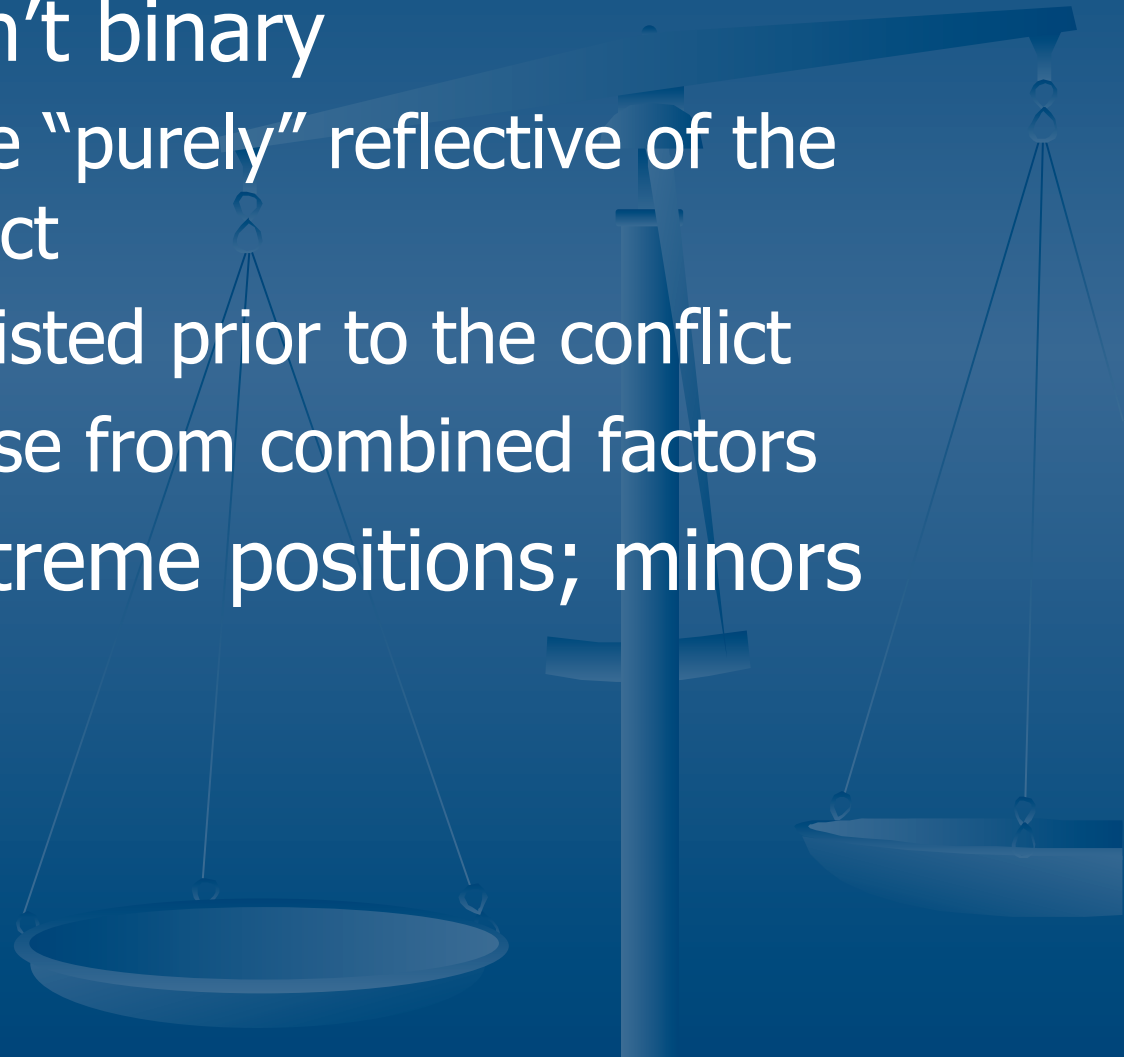 n’t binary
e “purely” reflective of the
ct
isted prior to the conflict
se from combined factors
treme positions; minors